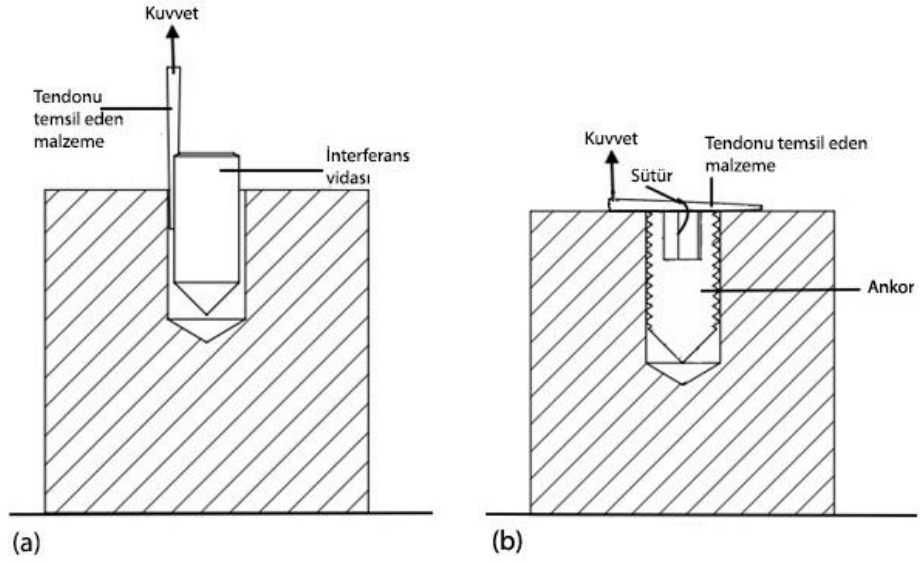 Kuvvet
Tendonu
temsil eden
malzeme
İnterferans
vidası
(a)
Kuvvet
Sütür
Tendonu temsil eden
malzeme
Ankor
(b)